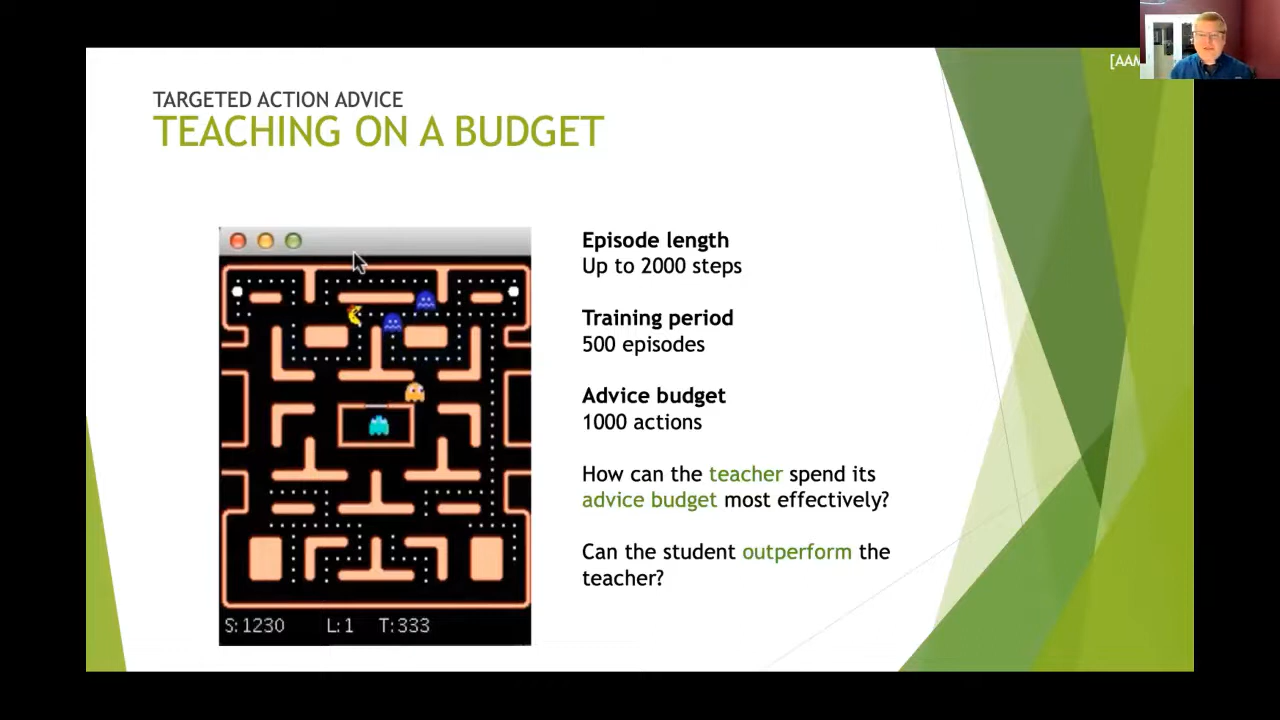 [AAM
TARGETED ACTION ADVICE
TEACHING ON A BUDGET
Episode length
Up to 2000 steps
Training period
500 episodes
Advice budget
1000 actions
How can the teacher spend its
advice budget most effectively?
Can the student outperform the
teacher?
S:1230 L:1 T:333